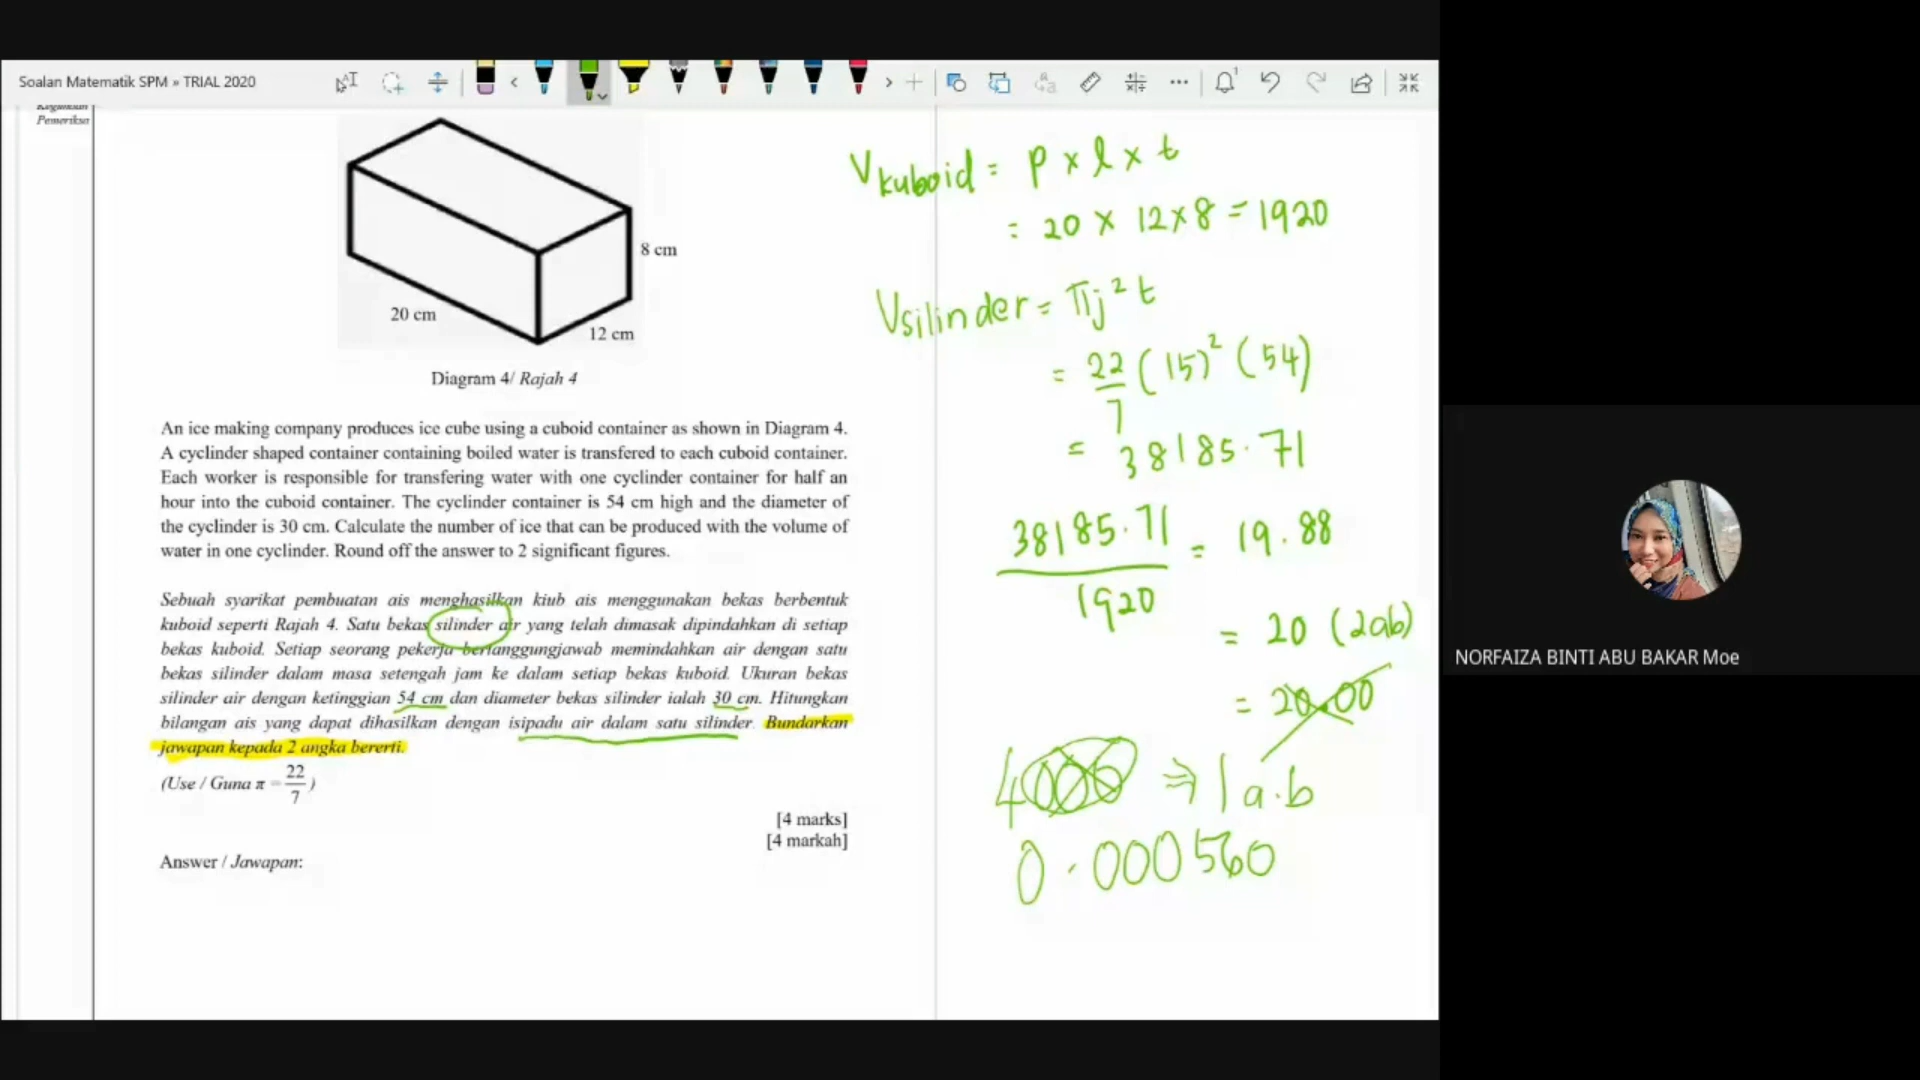 Soalan Matematik SPM » TRIAL 2020
Kegunaan
Pemeriksa
8 cm
20 cm
12 cm
Diagram 4/ Rajah 4
An ice making company produces ice cube using a cuboid container as shown in Diagram 4.
A cyclinder shaped container containing boiled water is transfered to each cuboid container.
Each worker is responsible for transfering water with one cyclinder container for half an
hour into the cuboid container. The cyclinder container is 54 cm high and the diameter of
the cyclinder is 30 cm. Calculate the number of ice that can be produced with the volume of
water in one cyclinder. Round off the answer to 2 significant figures.
Sebuah syarikat pembuatan ais menghasilkan kiub ais menggunakan bekas berbentuk
kuboid seperti Rajah 4. Satu bekas silinder air yang telah dimasak dipindahkan di setiap
bekas kuboid. Setiap seorang pekerja bertanggungjawab memindahkan air dengan satu
bekas silinder dalam masa setengah jam ke dalam setiap bekas kuboid. Ukuran bekas
silinder air dengan ketinggian 54 cm dan diameter bekas silinder ialah 30 cm. Hitungkan
bilangan ais yang dapat dihasilkan dengan isipadu air dalam satu silinder. Bundarkan
jawapan kepada 2 angka bererti.
(Use / Guna π = 22/7)
[4 marks]
[4 markah]
Answer / Jawapan:
V kuboid = p × l × t
= 20 × 12 × 8 = 1920
V silinder = πj² t
= 22/7 (15)² (54)
= 38185.71
38185.71/1920 = 19.88
= 20 (2ab)
= 20.00
4000 ⇒ 1 a.b
0.000560
NORFAIZA BINTI ABU BAKAR Moe